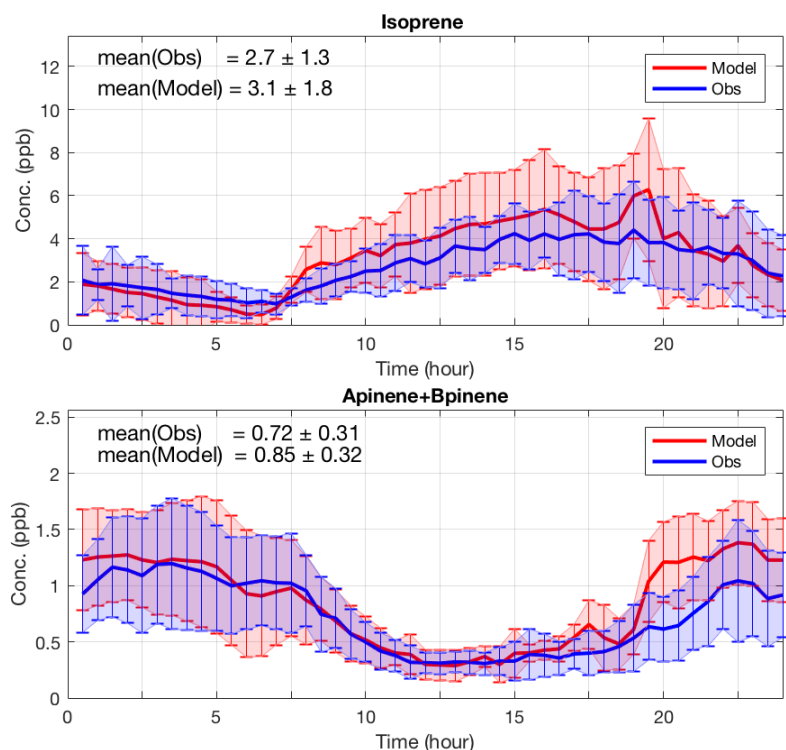 Isoprene
mean(Obs) = 2.7 ± 1.3
mean(Model) = 3.1 ± 1.8
Model
Obs
Conc. (ppb)
12
10
8
6
4
2
0
0 5 10 15 20
Time (hour)
Apinene+Bpinene
mean(Obs) = 0.72 ± 0.31
mean(Model) = 0.85 ± 0.32
Model
Obs
Conc. (ppb)
2.5
2
1.5
1
0.5
0
0 5 10 15 20
Time (hour)